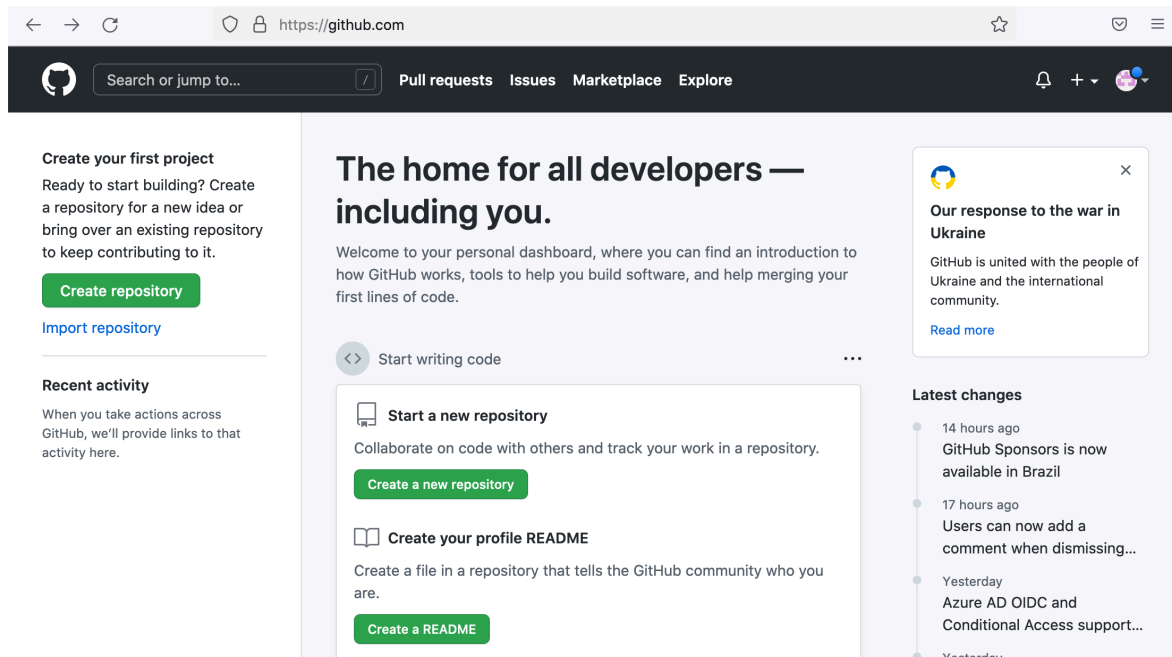 https://github.com
Search or jump to...
/
Pull requests
Issues
Marketplace
Explore
Create your first project
Ready to start building? Create
a repository for a new idea or
bring over an existing repository
to keep contributing to it.
Create repository
Import repository
Recent activity
When you take actions across
GitHub, we’ll provide links to that
activity here.
The home for all developers —
including you.
Welcome to your personal dashboard, where you can find an introduction to
how GitHub works, tools to help you build software, and help merging your
first lines of code.
Start writing code
Start a new repository
Collaborate on code with others and track your work in a repository.
Create a new repository
Create your profile README
Create a file in a repository that tells the GitHub community who you
are.
Create a README
Our response to the war in
Ukraine
GitHub is united with the people of
Ukraine and the international
community.
Read more
Latest changes
14 hours ago
GitHub Sponsors is now
available in Brazil
17 hours ago
Users can now add a
comment when dismissing...
Yesterday
Azure AD OIDC and
Conditional Access support...